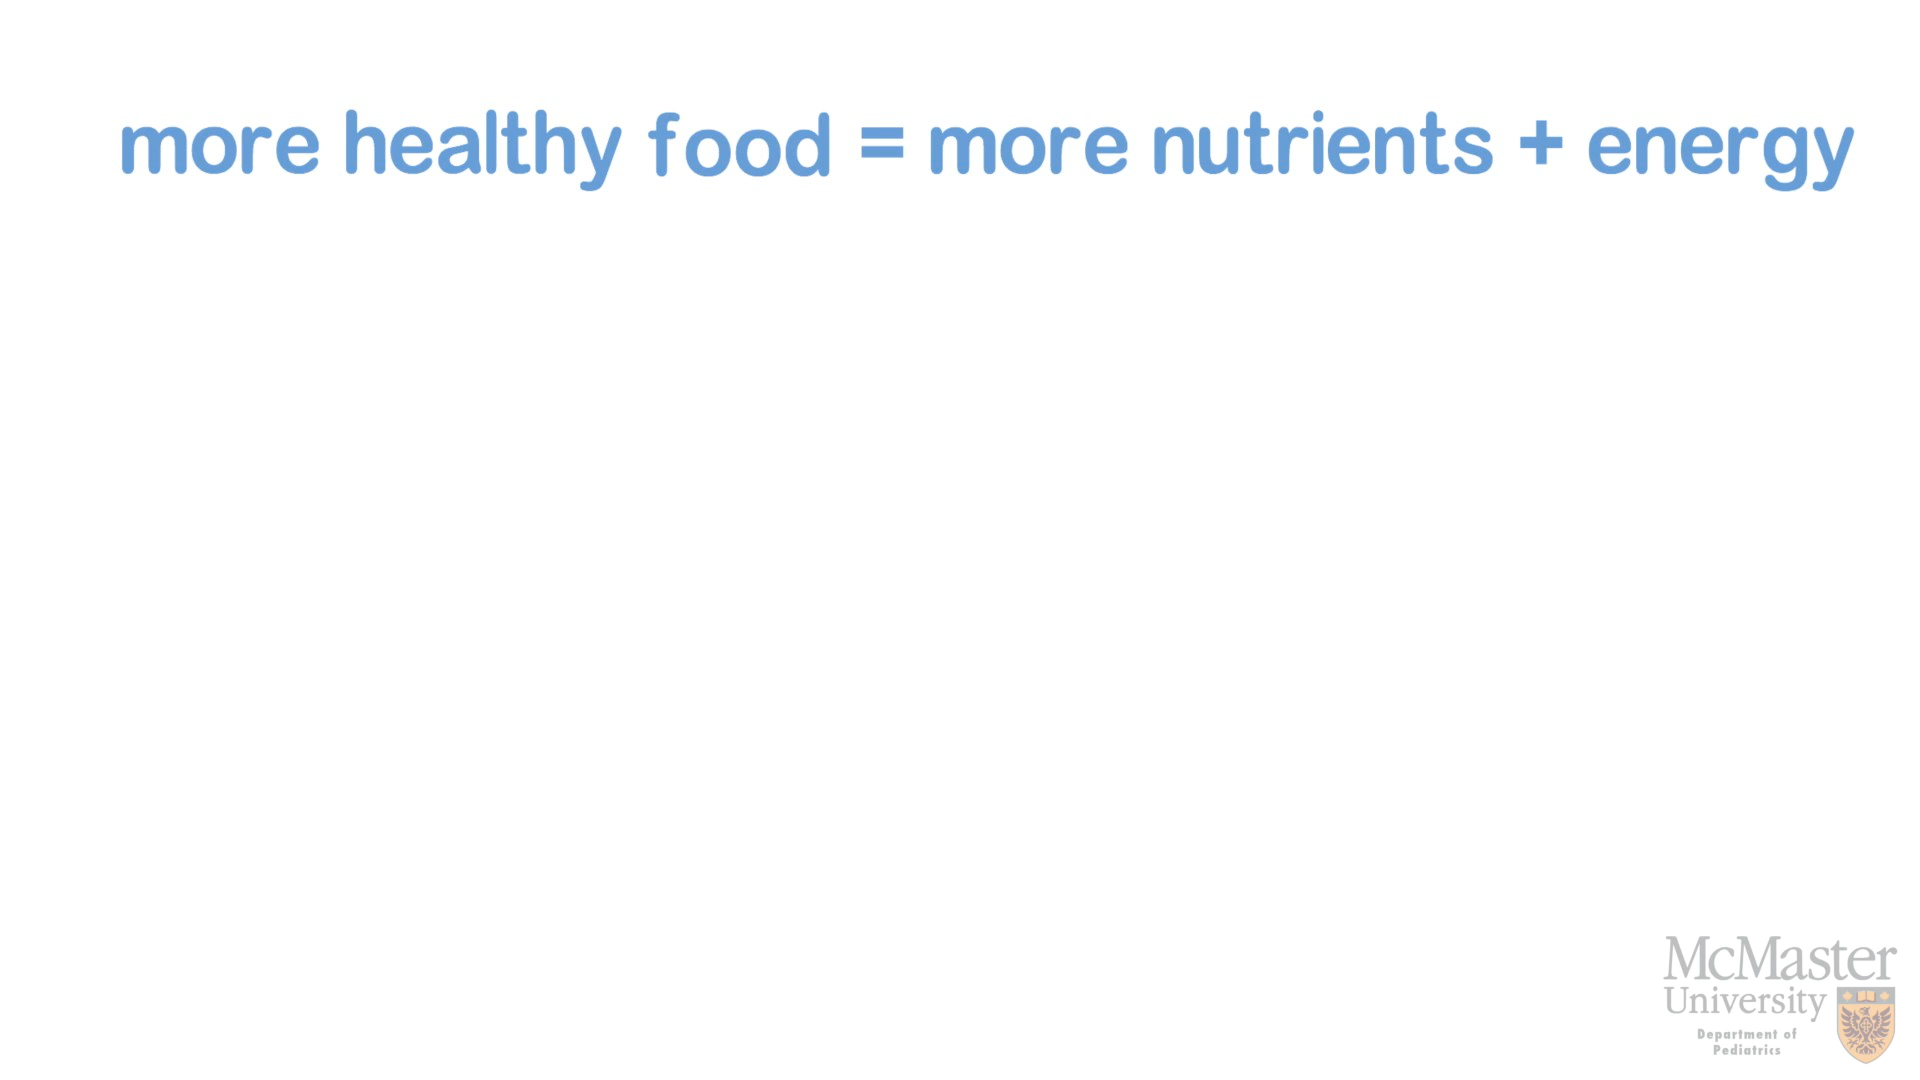 more healthy food = more nutrients + energy
McMaster
University
Department of
Pediatrics